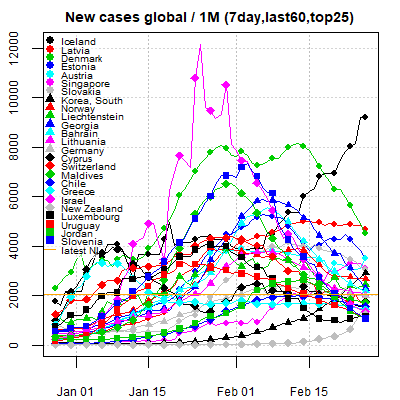 New cases global / 1M (7day,last60,top25)
Iceland
Latvia
Denmark
Estonia
Austria
Singapore
Slovakia
Korea, South
Norway
Liechtenstein
Georgia
Bahrain
Lithuania
Germany
Cyprus
Switzerland
Maldives
Chile
Greece
Israel
New Zealand
Luxembourg
Uruguay
Jordan
Slovenia
latest NL
0
2000
4000
6000
8000
10000
12000
Jan 01
Jan 15
Feb 01
Feb 15